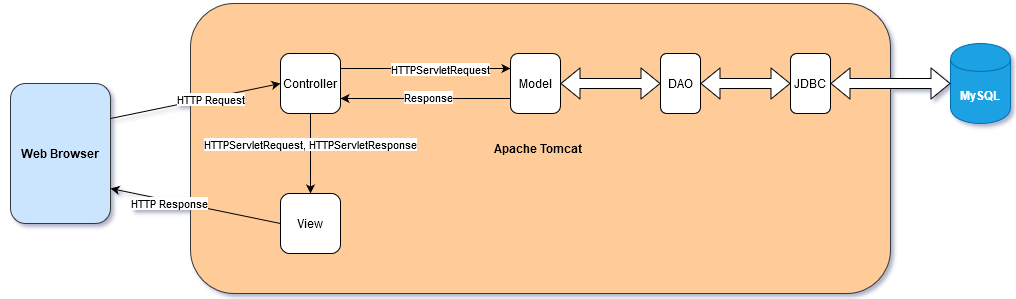 Web Browser
HTTP Request
HTTP Response
Controller
HTTPServletRequest
Response
HTTPServletRequest, HTTPServletResponse
View
Model
Apache Tomcat
DAO
JDBC
MySQL